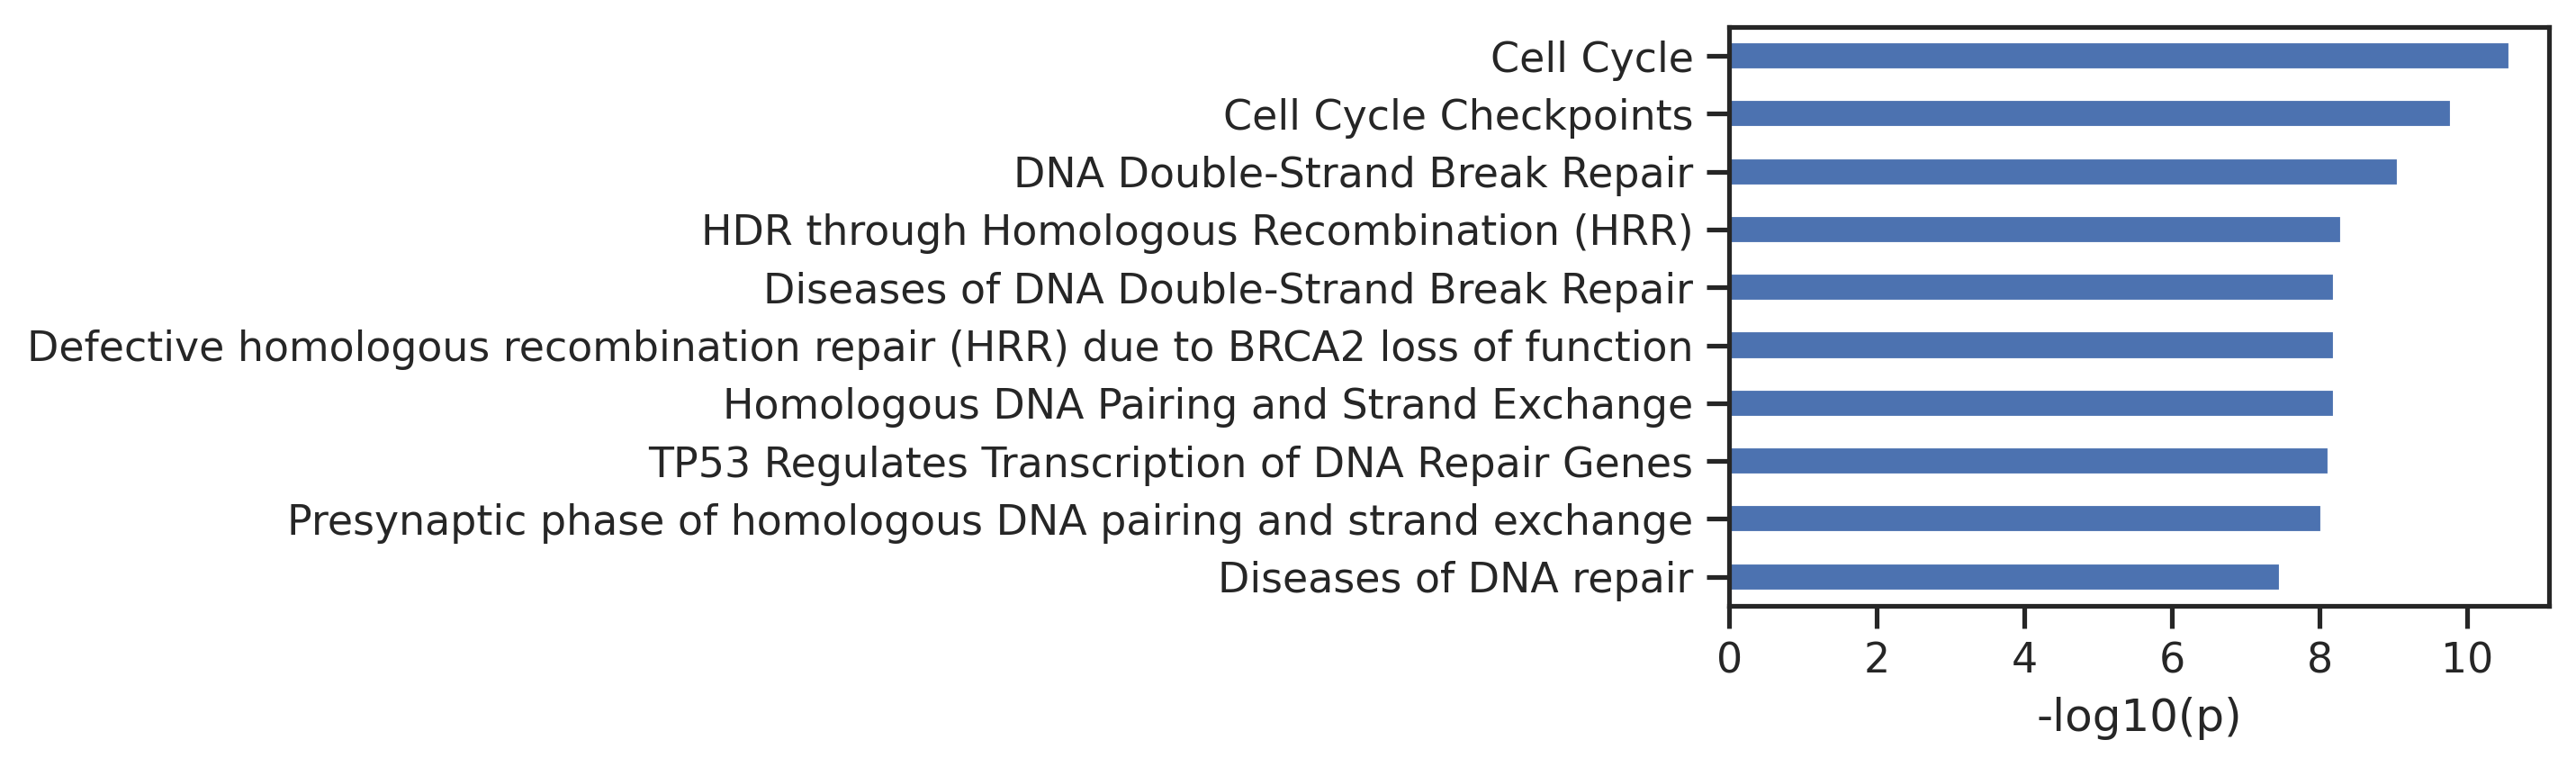 Cell Cycle
Cell Cycle Checkpoints
DNA Double-Strand Break Repair
HDR through Homologous Recombination (HRR)
Diseases of DNA Double-Strand Break Repair
Defective homologous recombination repair (HRR) due to BRCA2 loss of function
Homologous DNA Pairing and Strand Exchange
TP53 Regulates Transcription of DNA Repair Genes
Presynaptic phase of homologous DNA pairing and strand exchange
Diseases of DNA repair
0 2 4 6 8 10
-log10(p)